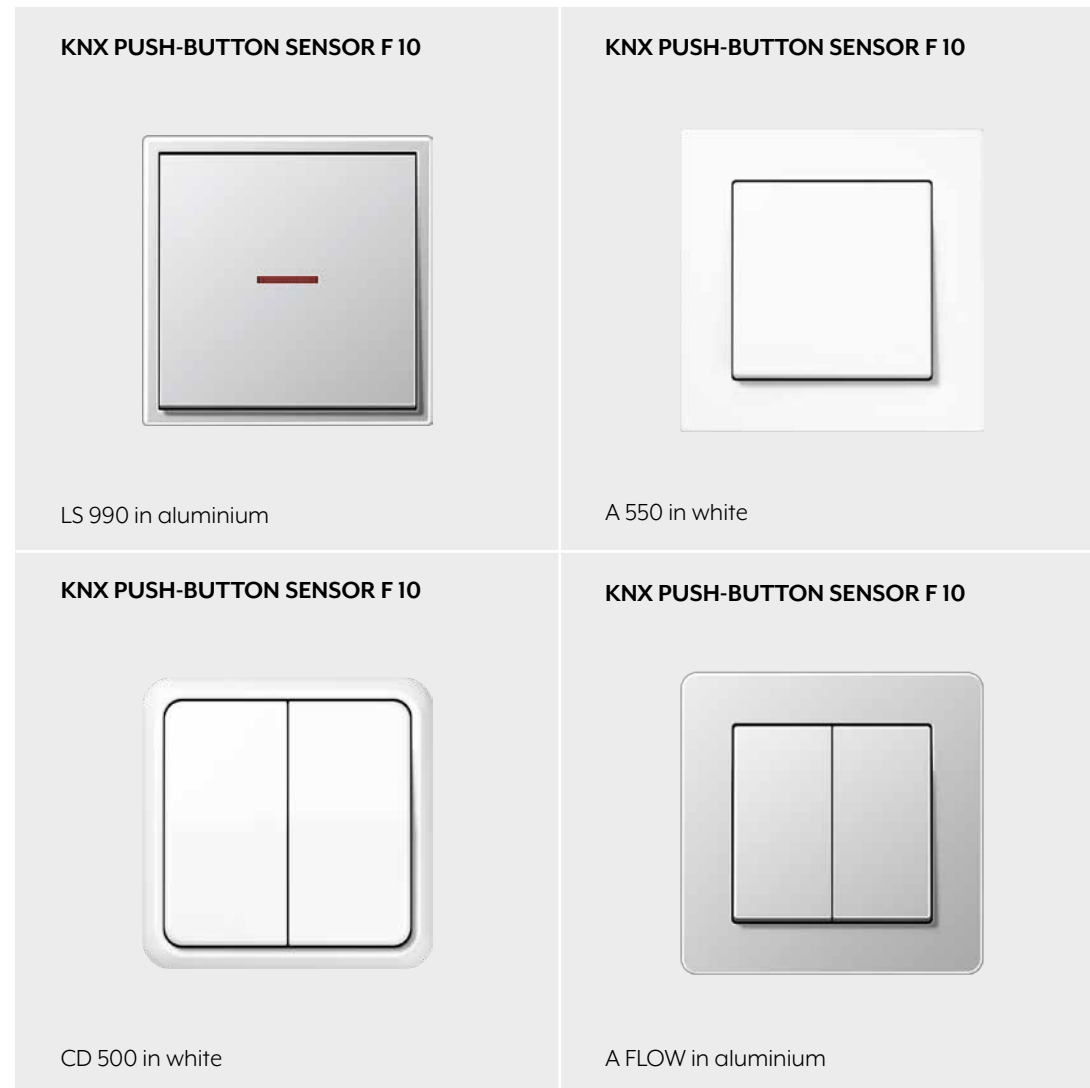 KNX PUSH-BUTTON SENSOR F 10
LS 990 in aluminium
KNX PUSH-BUTTON SENSOR F 10
A 550 in white
KNX PUSH-BUTTON SENSOR F 10
CD 500 in white
KNX PUSH-BUTTON SENSOR F 10
A FLOW in aluminium